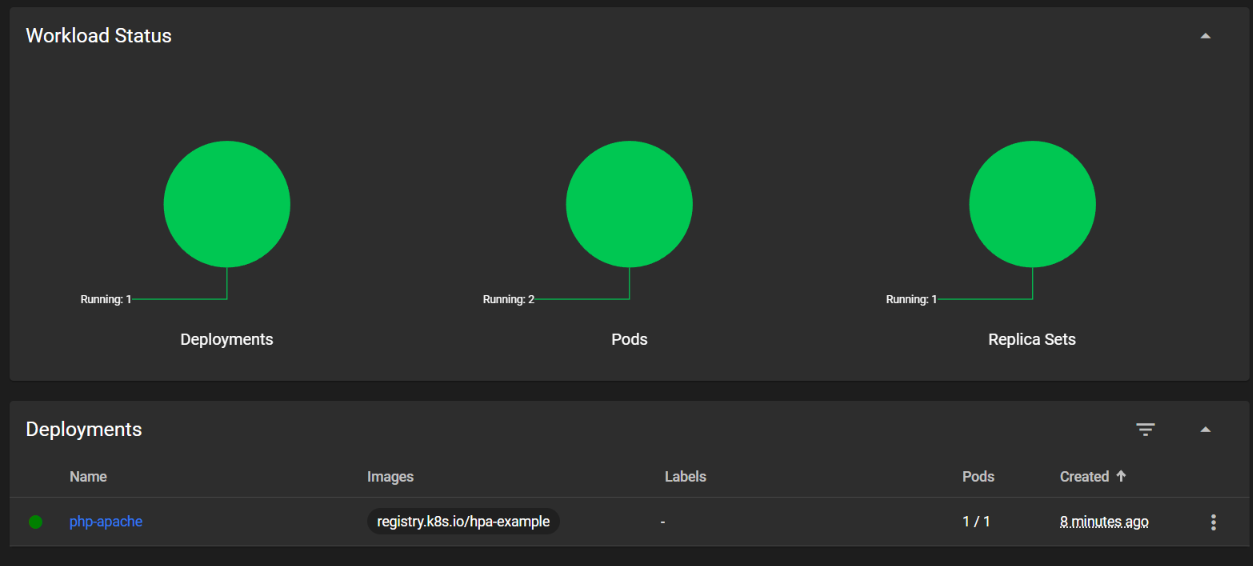 Workload Status
Running: 1 Running: 2 Running: 1
Deployments Pods Replica Sets
Deployments
Name Images Labels Pods Created
php-apache registry.k8s.io/hpa-example - 1 / 1 8 minutes ago